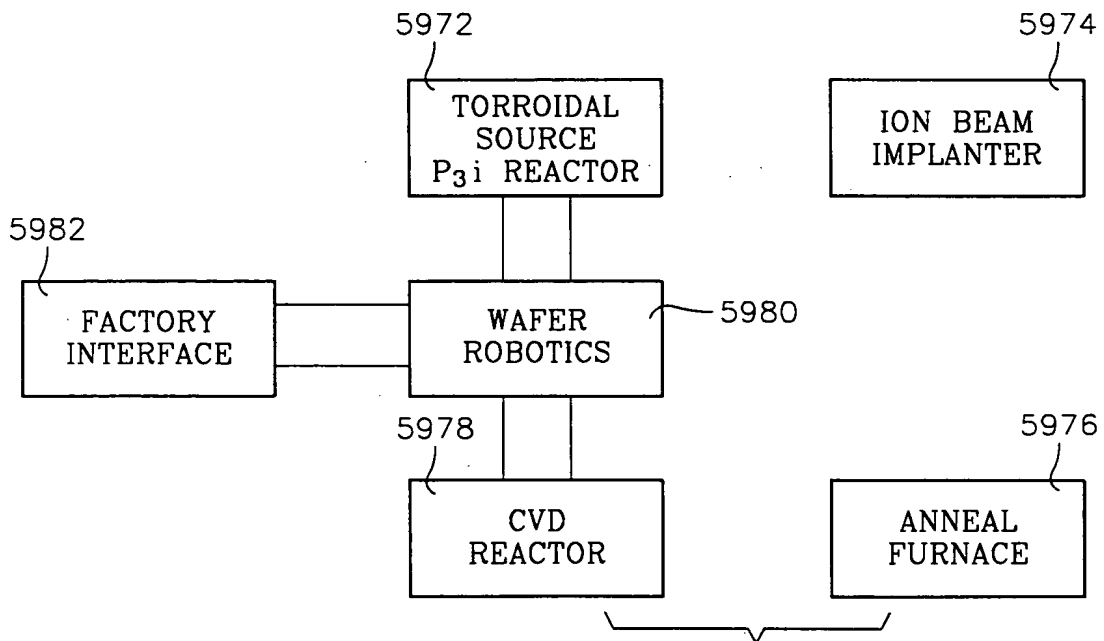 5972
TORROIDAL
SOURCE
P₃i REACTOR
5974
ION BEAM
IMPLANTER
5982
FACTORY
INTERFACE
WAFER
ROBOTICS
5980
5978
CVD
REACTOR
5976
ANNEAL
FURNACE